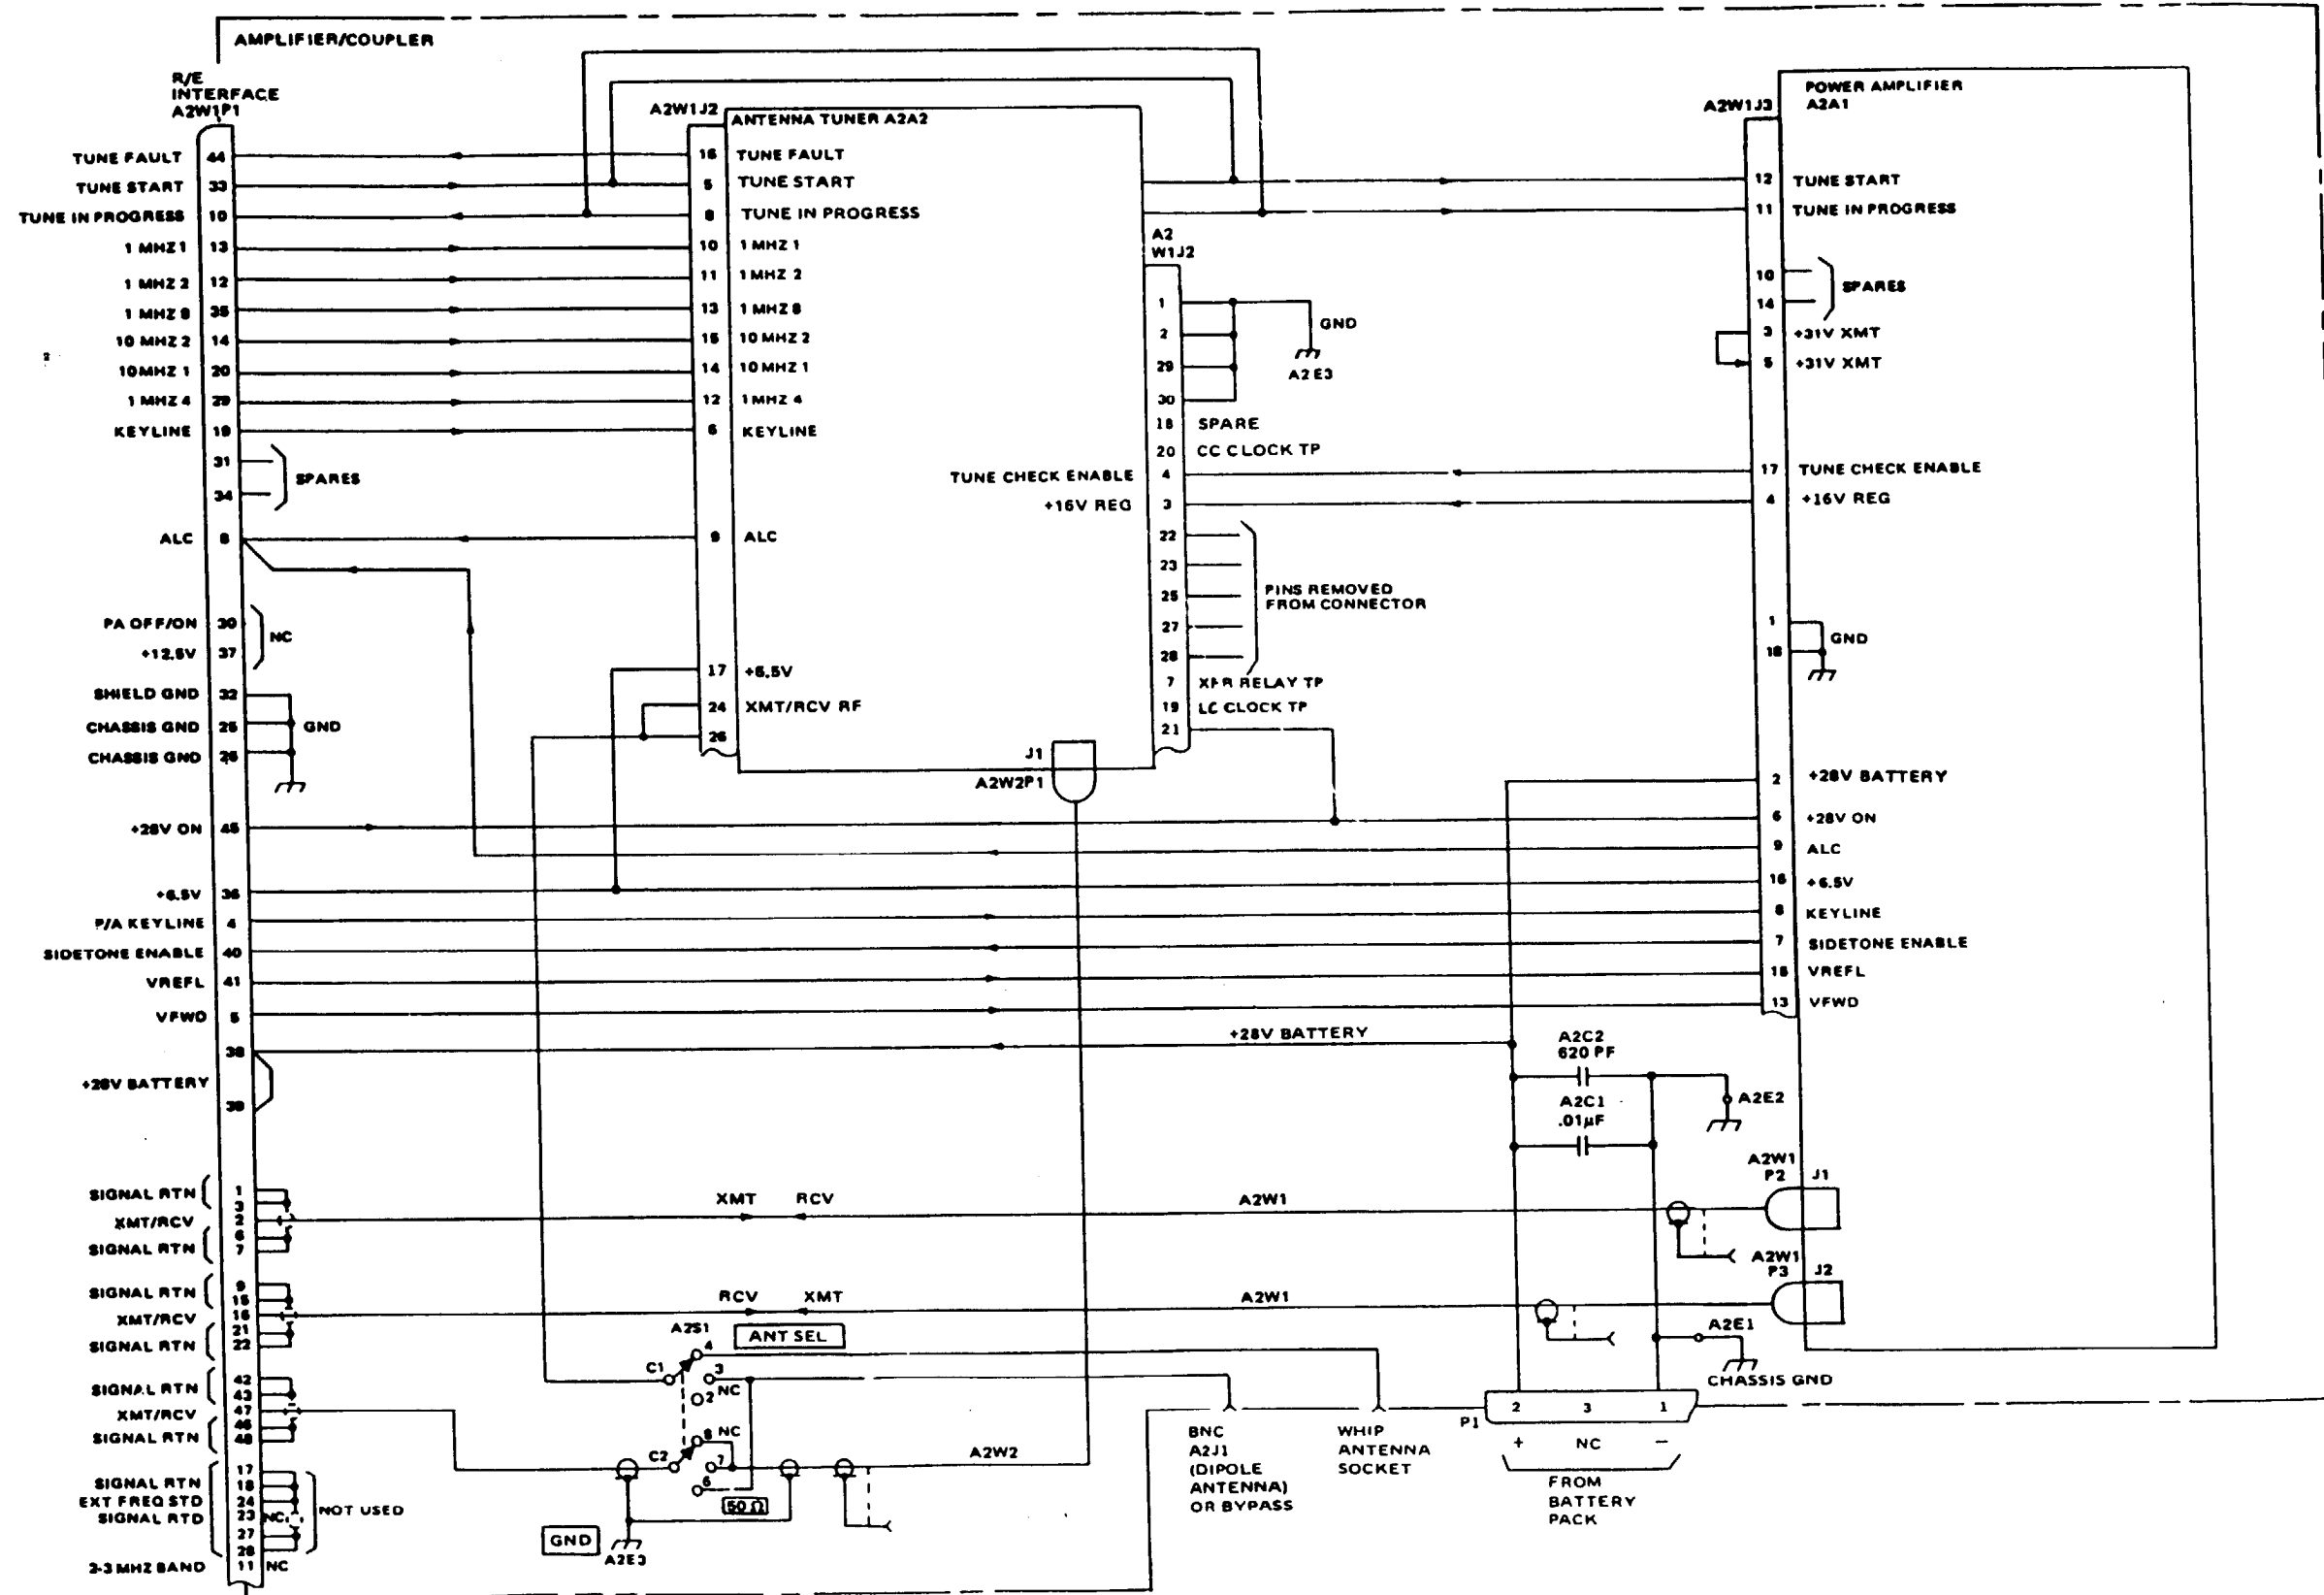 AMPLIFIER/COUPLER
R/E
INTERFACE
A2W1P1
TUNE FAULT 44
TUNE START 33
TUNE IN PROGRESS 10
1 MHZ 1 13
1 MHZ 2 12
1 MHZ 8 35
10 MHZ 2 14
10MHZ 1 20
1 MHZ 4 29
KEYLINE 19
31
34
SPARES
ALC 8
PA OFF/ON 30
+12.5V 37
NC
SHIELD GND 32
CHASSIS GND 25
CHASSIS GND 26
GND
+28V ON 45
+6.5V 36
P/A KEYLINE 4
SIDETONE ENABLE 40
VREFL 41
VFWD 5
38
+28V BATTERY
39
SIGNAL RTN 1
3
XMT/RCV 2
6
SIGNAL RTN 7
SIGNAL RTN 9
15
XMT/RCV 16
21
SIGNAL RTN 22
SIGNAL RTN 42
43
XMT/RCV 47
46
SIGNAL RTN 48
17
SIGNAL RTN 18
EXT FREQ STD 24
SIGNAL RTD 23 NC
27
28
NOT USED
2-3 MHZ BAND 11 NC
A2W1J2
ANTENNA TUNER A2A2
16 TUNE FAULT
5 TUNE START
8 TUNE IN PROGRESS
10 1 MHZ 1
11 1 MHZ 2
13 1 MHZ 8
15 10 MHZ 2
14 10 MHZ 1
12 1 MHZ 4
6 KEYLINE
9 ALC
17 +6.5V
24 XMT/RCV RF
26
A2
W1J2
1
2
29
30
GND
A2E3
18 SPARE
20 CC CLOCK TP
TUNE CHECK ENABLE 4
+16V REG 3
22
23
25
27
28
PINS REMOVED
FROM CONNECTOR
7 XFR RELAY TP
19 LC CLOCK TP
21
J1
A2W2P1
A2W1J3
POWER AMPLIFIER
A2A1
12 TUNE START
11 TUNE IN PROGRESS
10
14
SPARES
3 +31V XMT
5 +31V XMT
17 TUNE CHECK ENABLE
4 +16V REG
1
18
GND
2 +28V BATTERY
6 +28V ON
9 ALC
16 +6.5V
8 KEYLINE
7 SIDETONE ENABLE
15 VREFL
13 VFWD
+28V BATTERY
A2C2
620 PF
A2C1
.01µF
A2E2
A2W1
P2
J1
XMT RCV
A2W1
A2W1
P3
J2
RCV XMT
A2W1
A2E1
CHASSIS GND
A2S1
ANT SEL
C1
4
3
NC
2
8 NC
C2
7
6
50 Ω
A2W2
GND
A2E3
BNC
A2J1
(DIPOLE
ANTENNA)
OR BYPASS
WHIP
ANTENNA
SOCKET
P1
2 3 1
+ NC −
FROM
BATTERY
PACK